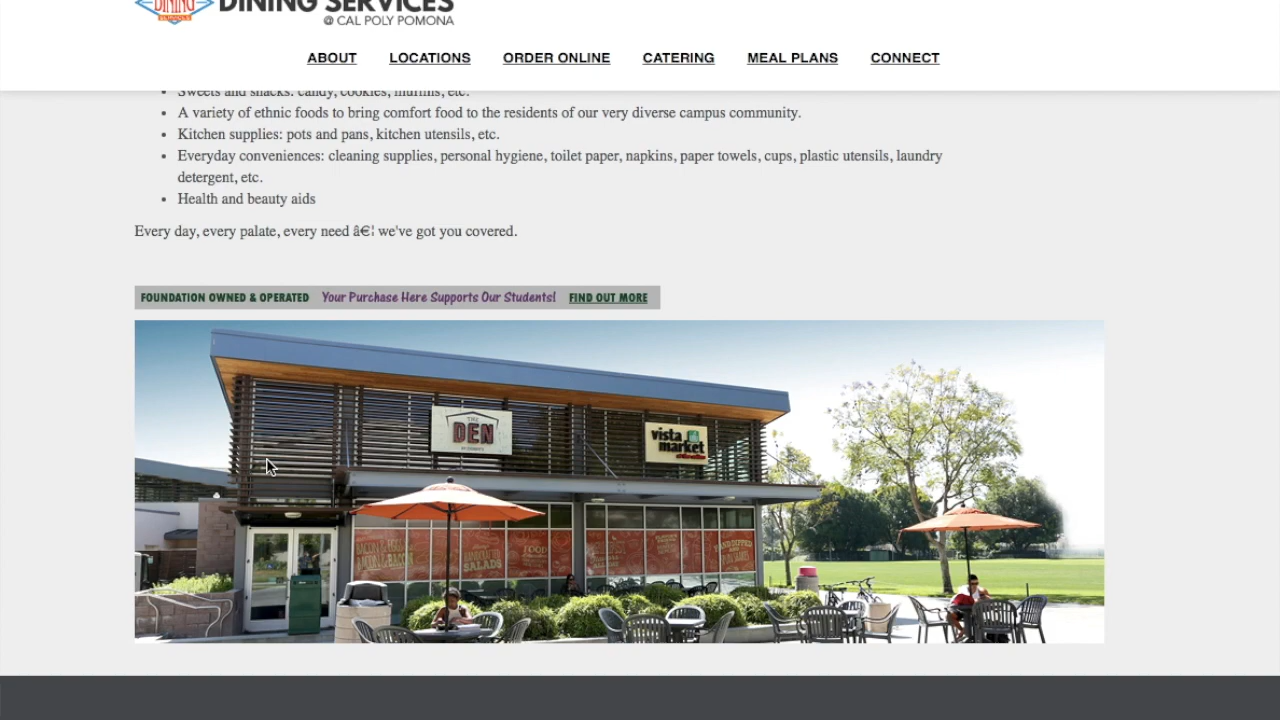 DINING
DINING SERVICES
@ CAL POLY POMONA
ABOUT LOCATIONS ORDER ONLINE CATERING MEAL PLANS CONNECT
Sweets and snacks: candy, cookies, muffins, etc.
A variety of ethnic foods to bring comfort food to the residents of our very diverse campus community.
Kitchen supplies: pots and pans, kitchen utensils, etc.
Everyday conveniences: cleaning supplies, personal hygiene, toilet paper, napkins, paper towels, cups, plastic utensils, laundry
detergent, etc.
Health and beauty aids
Every day, every palate, every need â€¦ we've got you covered.
FOUNDATION OWNED & OPERATED Your Purchase Here Supports Our Students! FIND OUT MORE
THE
DEN
vista
market
HANDCRAFTED
SALADS
FOOD